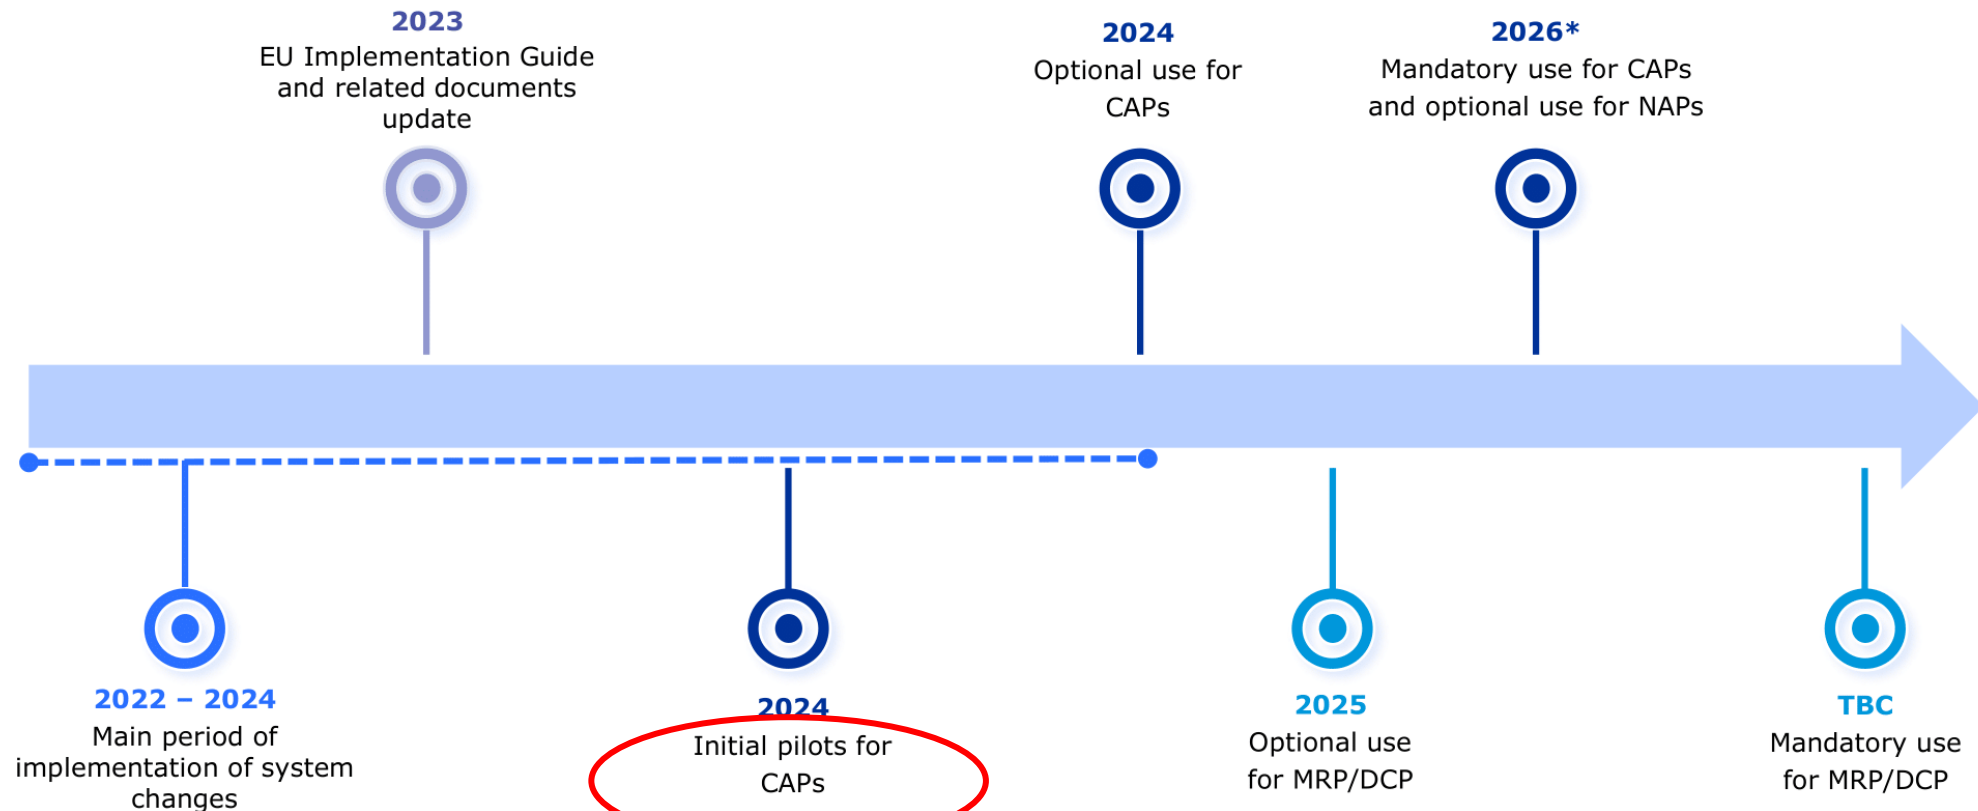 2023
EU Implementation Guide
and related documents
update
2024
Optional use for
CAPs
2026*
Mandatory use for CAPs
and optional use for NAPs
2022 – 2024
Main period of
implementation of system
changes
2024
Initial pilots for
CAPs
2025
Optional use
for MRP/DCP
TBC
Mandatory use
for MRP/DCP